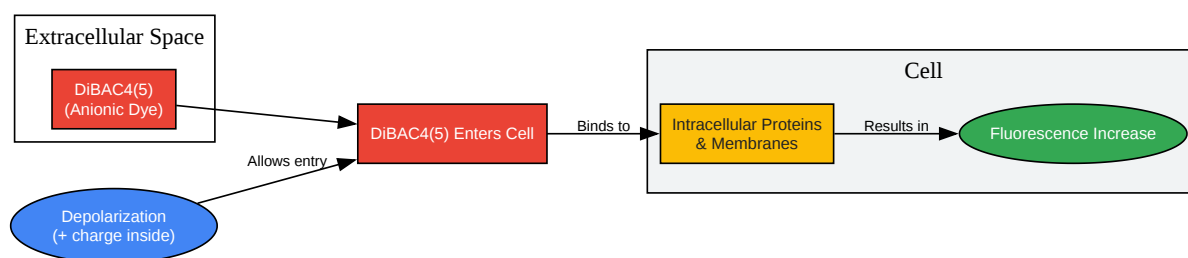 Extracellular Space
DiBAC4(5)
(Anionic Dye)
Depolarization
(+ charge inside)
Allows entry
DiBAC4(5) Enters Cell
Binds to
Cell
Intracellular Proteins
& Membranes
Results in
Fluorescence Increase